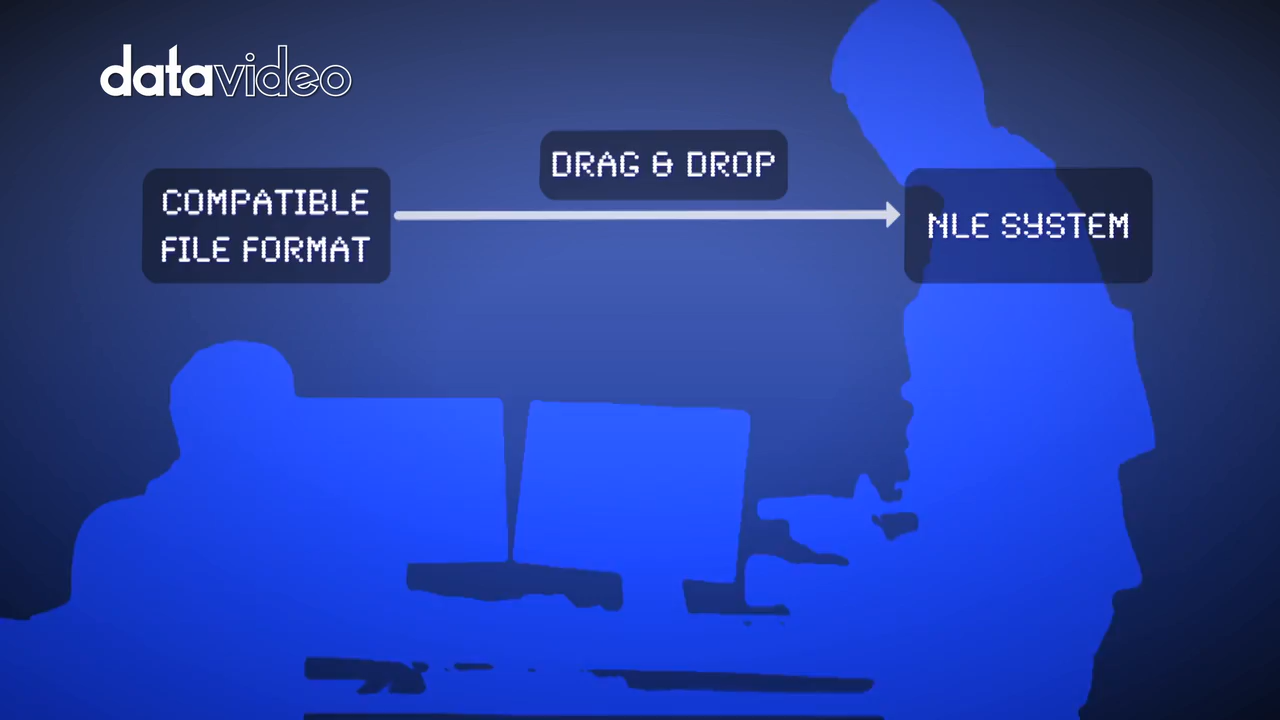 datavideo
DRAG & DROP
COMPATIBLE
FILE FORMAT
NLE SYSTEM